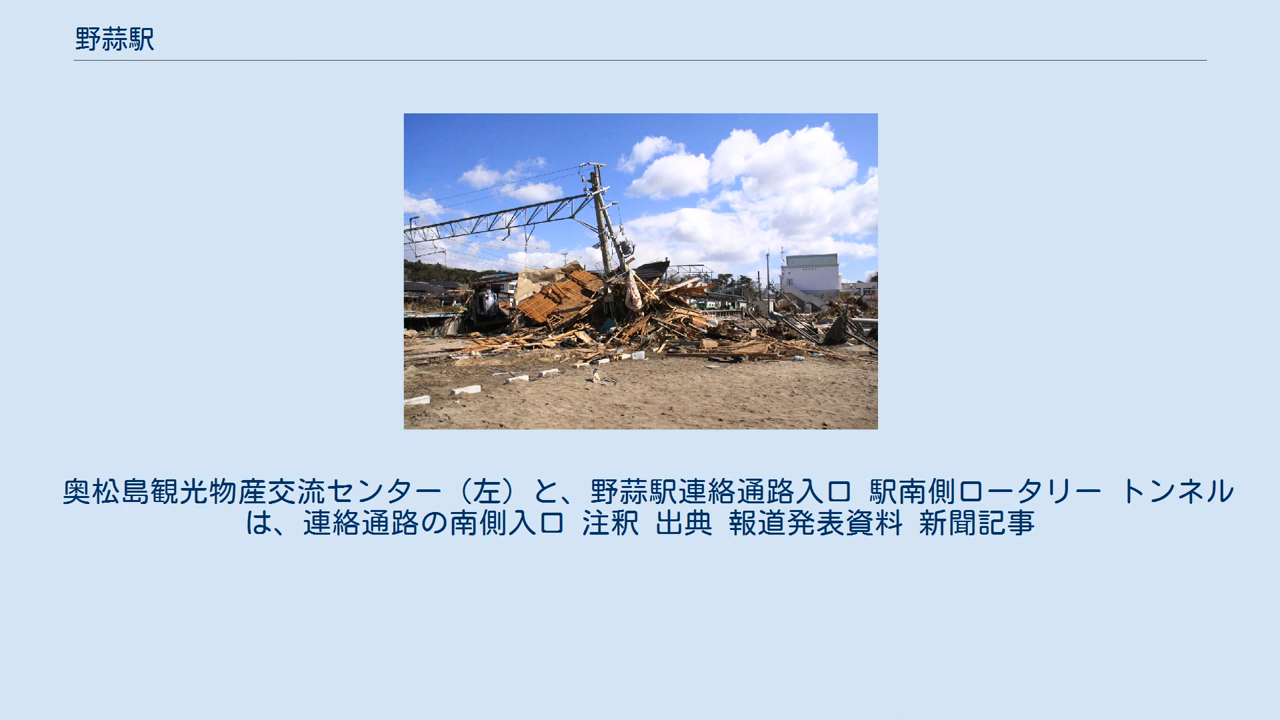 野蒜駅
奥松島観光物産交流センター（左）と、野蒜駅連絡通路入口 駅南側ロータリー トンネル
は、連絡通路の南側入口 注釈 出典 報道発表資料 新聞記事